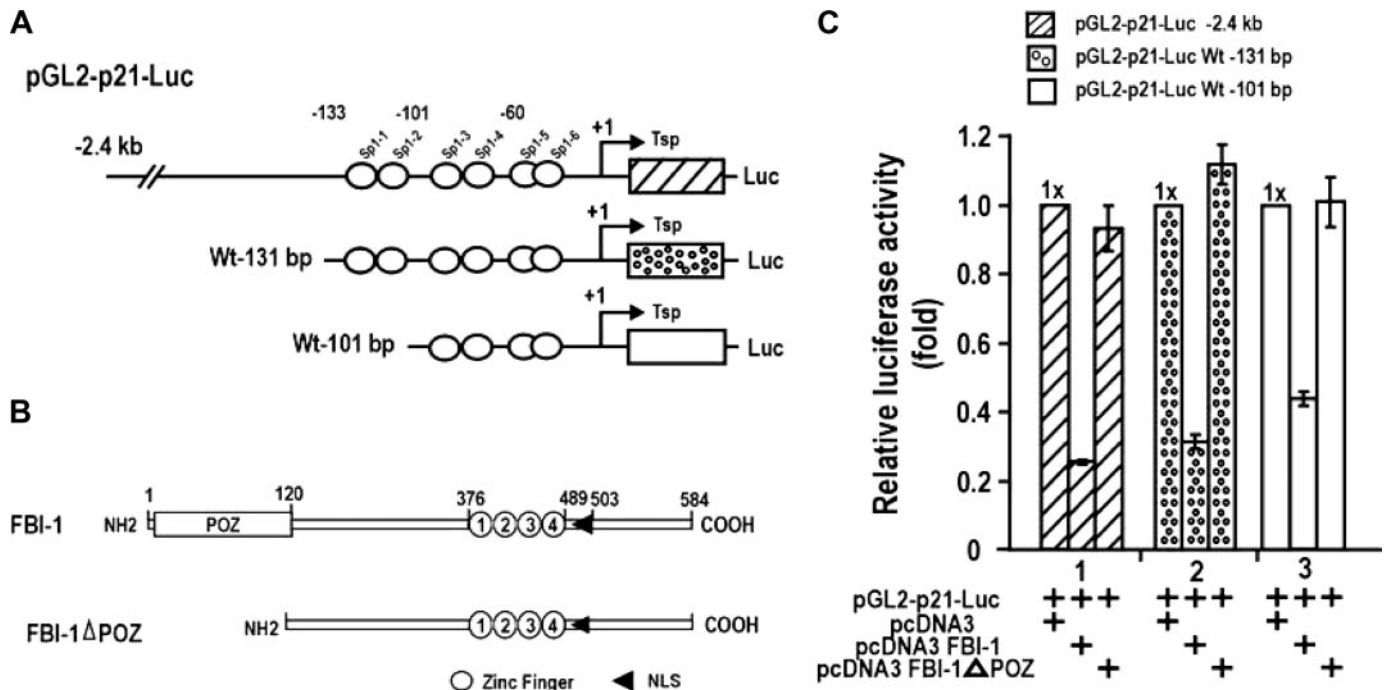 A
pGL2-p21-Luc
-133 -101 -60
Sp1-1 Sp1-2 Sp1-3 Sp1-4 Sp1-5 Sp1-6
+1
Tsp
-2.4 kb
Luc
+1
Tsp
Wt-131 bp
Luc
+1
Tsp
Wt-101 bp
Luc
B
1 120 376 489 503 584
FBI-1 NH2 POZ 1 2 3 4 COOH
FBI-1ΔPOZ NH2 1 2 3 4 COOH
Zinc Finger NLS
C
pGL2-p21-Luc -2.4 kb
pGL2-p21-Luc Wt -131 bp
pGL2-p21-Luc Wt -101 bp
Relative luciferase activity
(fold)
1.2
1.0
0.8
0.6
0.4
0.2
0
1x 1x 1x
1 2 3
pGL2-p21-Luc + + + + + + + + +
pcDNA3 + + +
pcDNA3 FBI-1 + + +
pcDNA3 FBI-1ΔPOZ + + +